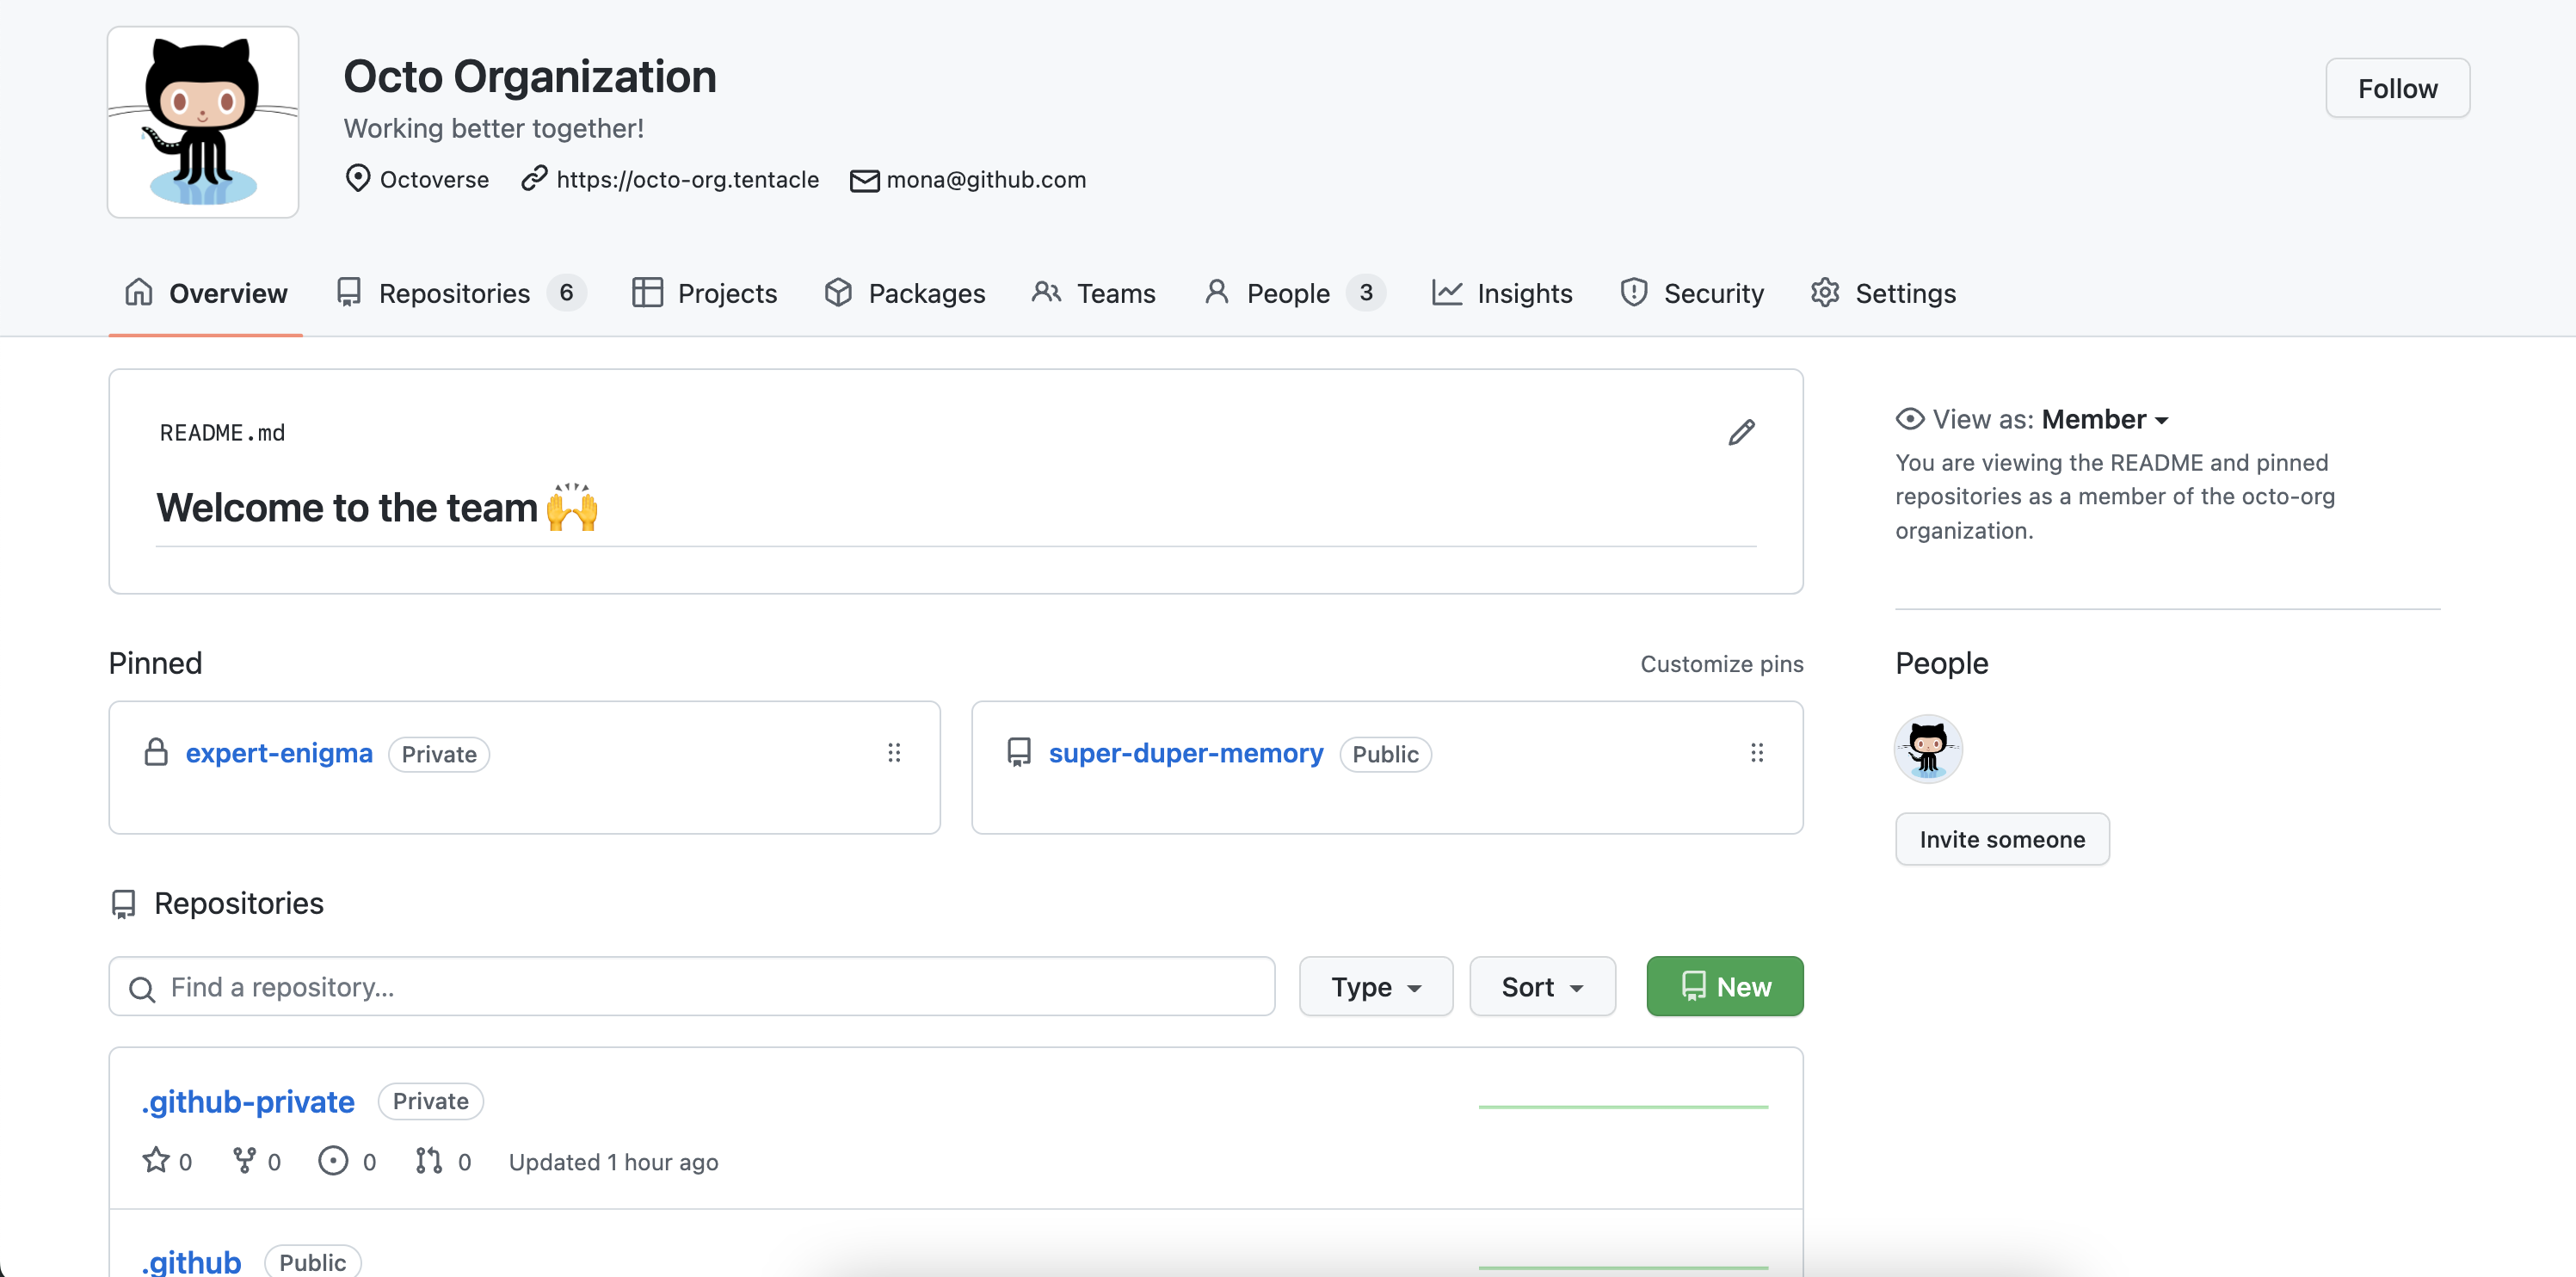 Octo Organization
Follow
Working better together!
Octoverse https://octo-org.tentacle mona@github.com
Overview Repositories 6 Projects Packages Teams People 3 Insights Security Settings
README.md
Welcome to the team 🙌
View as: Member
You are viewing the README and pinned
repositories as a member of the octo-org
organization.
Pinned
Customize pins
expert-enigma Private
super-duper-memory Public
People
Invite someone
Repositories
Find a repository...
Type
Sort
New
.github-private Private
0 0 0 0 Updated 1 hour ago
.github Public